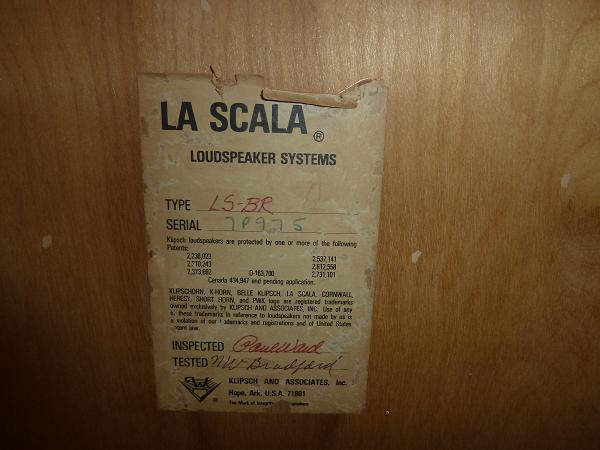 LA SCALA®
LOUDSPEAKER SYSTEMS
TYPE LS-BR
SERIAL 7P975
Klipsch loudspeakers are protected by one or more of the following
Patents:
2,238,023 2,537,141
2,310,243 2,612,558
2,373,692 D-163,700 2,731,101
Canada 434,947 and pending application.
KLIPSCHORN, K-HORN, BELLE KLIPSCH, LA SCALA, CORNWALL,
HERESY, SHORT HORN, and PWK logo are registered trademarks
owned exclusively by KLIPSCH AND ASSOCIATES, INC. Use of any
these trademarks in reference to loudspeakers not made by us is
a violation of our trademarks and registrations and of United States
law.
INSPECTED Paul Ward
TESTED Bradford
PWK
KLIPSCH AND ASSOCIATES, Inc.
Hope, Ark. U.S.A. 71801
The Mark of